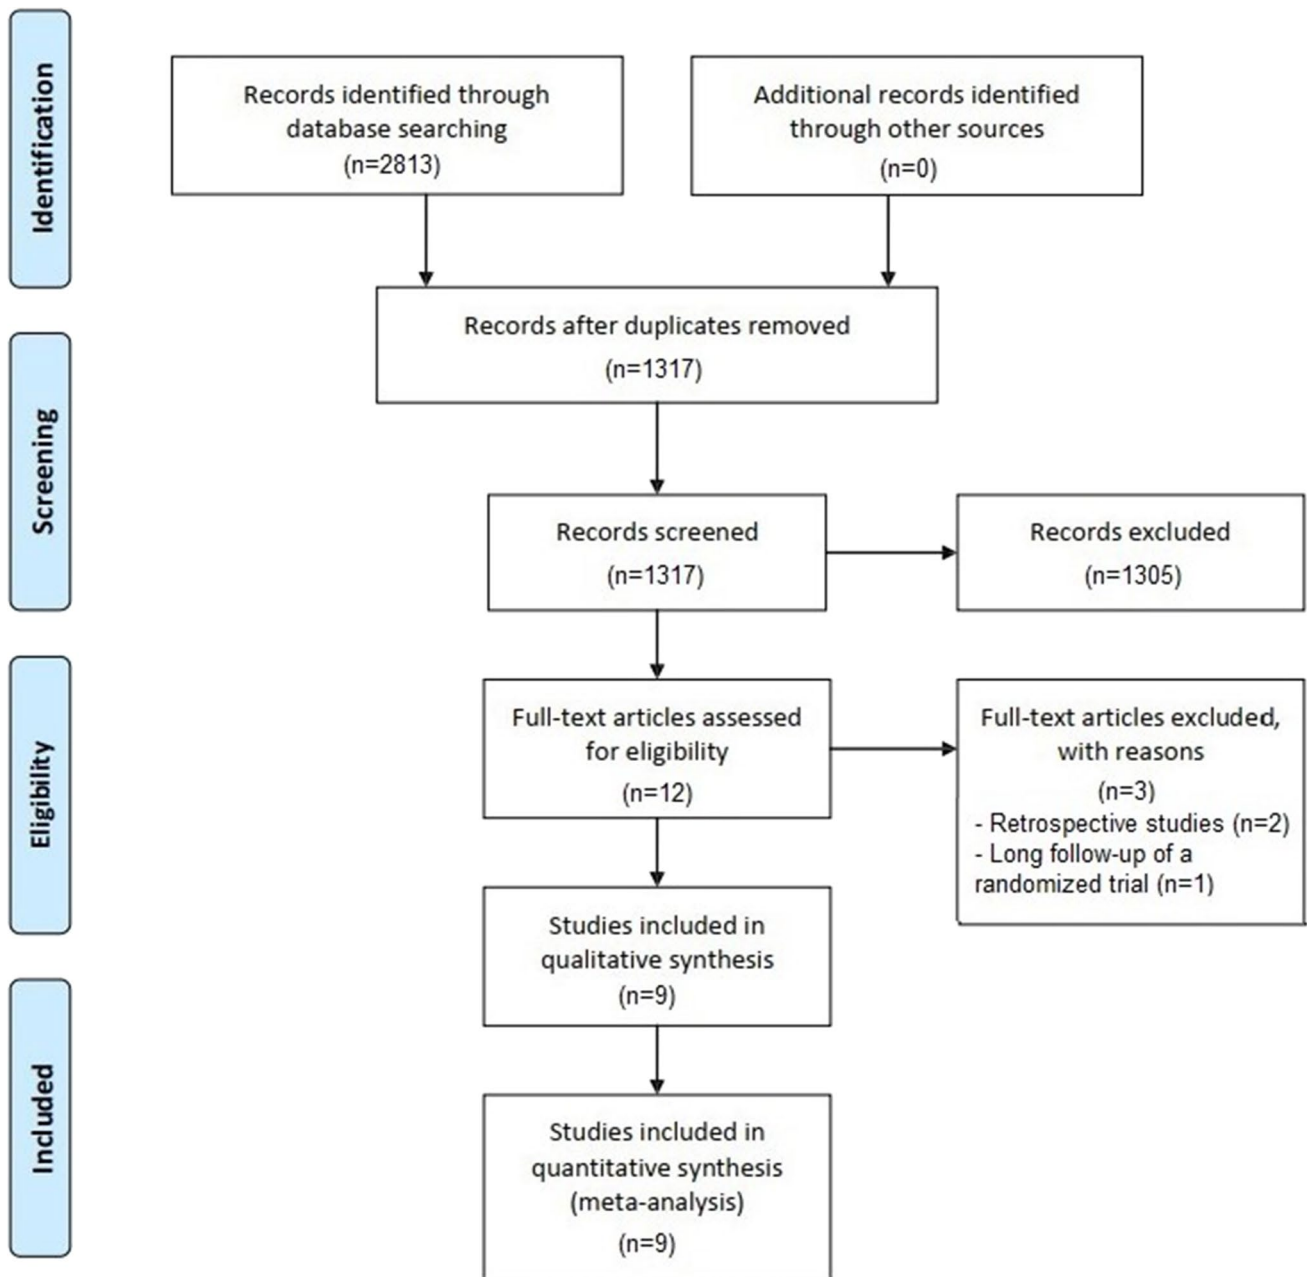 Identification
Records identified through
database searching
(n=2813)
Additional records identified
through other sources
(n=0)
Records after duplicates removed
(n=1317)
Screening
Records screened
(n=1317)
Records excluded
(n=1305)
Eligibility
Full-text articles assessed
for eligibility
(n=12)
Full-text articles excluded,
with reasons
(n=3)
- Retrospective studies (n=2)
- Long follow-up of a
randomized trial (n=1)
Studies included in
qualitative synthesis
(n=9)
Included
Studies included in
quantitative synthesis
(meta-analysis)
(n=9)